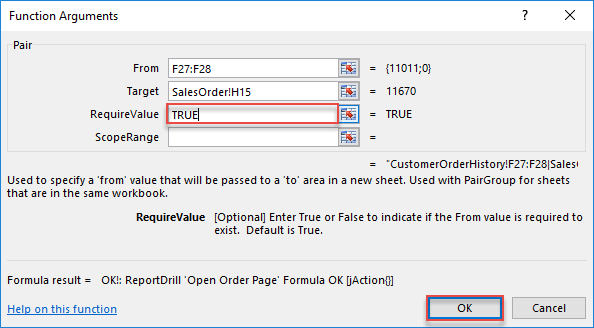 Function Arguments
Pair
From F27:F28 = {11011;0}
Target SalesOrder!H15 = 11670
RequireValue TRUE = TRUE
ScopeRange =
= "CustomerOrderHistory!F27:F28|Sales
Used to specify a 'from' value that will be passed to a 'to' area in a new sheet. Used with PairGroup for sheets
that are in the same workbook.
RequireValue [Optional] Enter True or False to indicate if the From value is required to
exist. Default is True.
Formula result = OK!: ReportDrill 'Open Order Page' Formula OK [jAction{}]
Help on this function OK Cancel